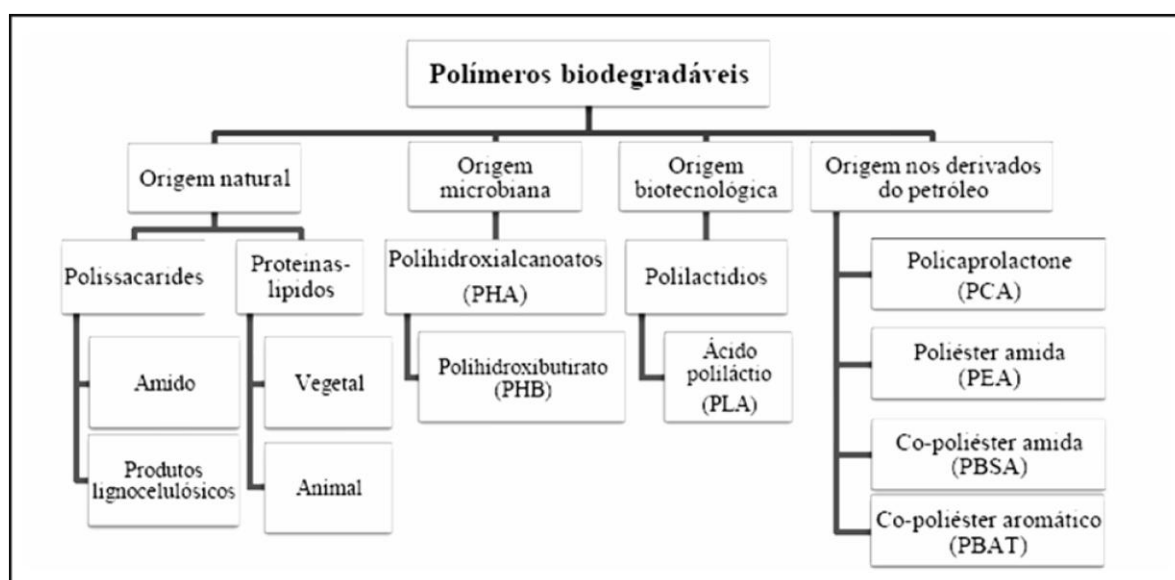 Polímeros biodegradáveis
Origem natural
Origem
microbiana
Origem
biotecnológica
Origem nos derivados
do petróleo
Polissacarides
Proteinas-
lipidos
Polihidroxialcanoatos
(PHA)
Polilactidios
Policaprolactone
(PCA)
Amido
Vegetal
Polihidroxibutirato
(PHB)
Ácido
poliláctio
(PLA)
Poliéster amida
(PEA)
Produtos
lignocelulósicos
Animal
Co-poliéster amida
(PBSA)
Co-poliéster aromático
(PBAT)